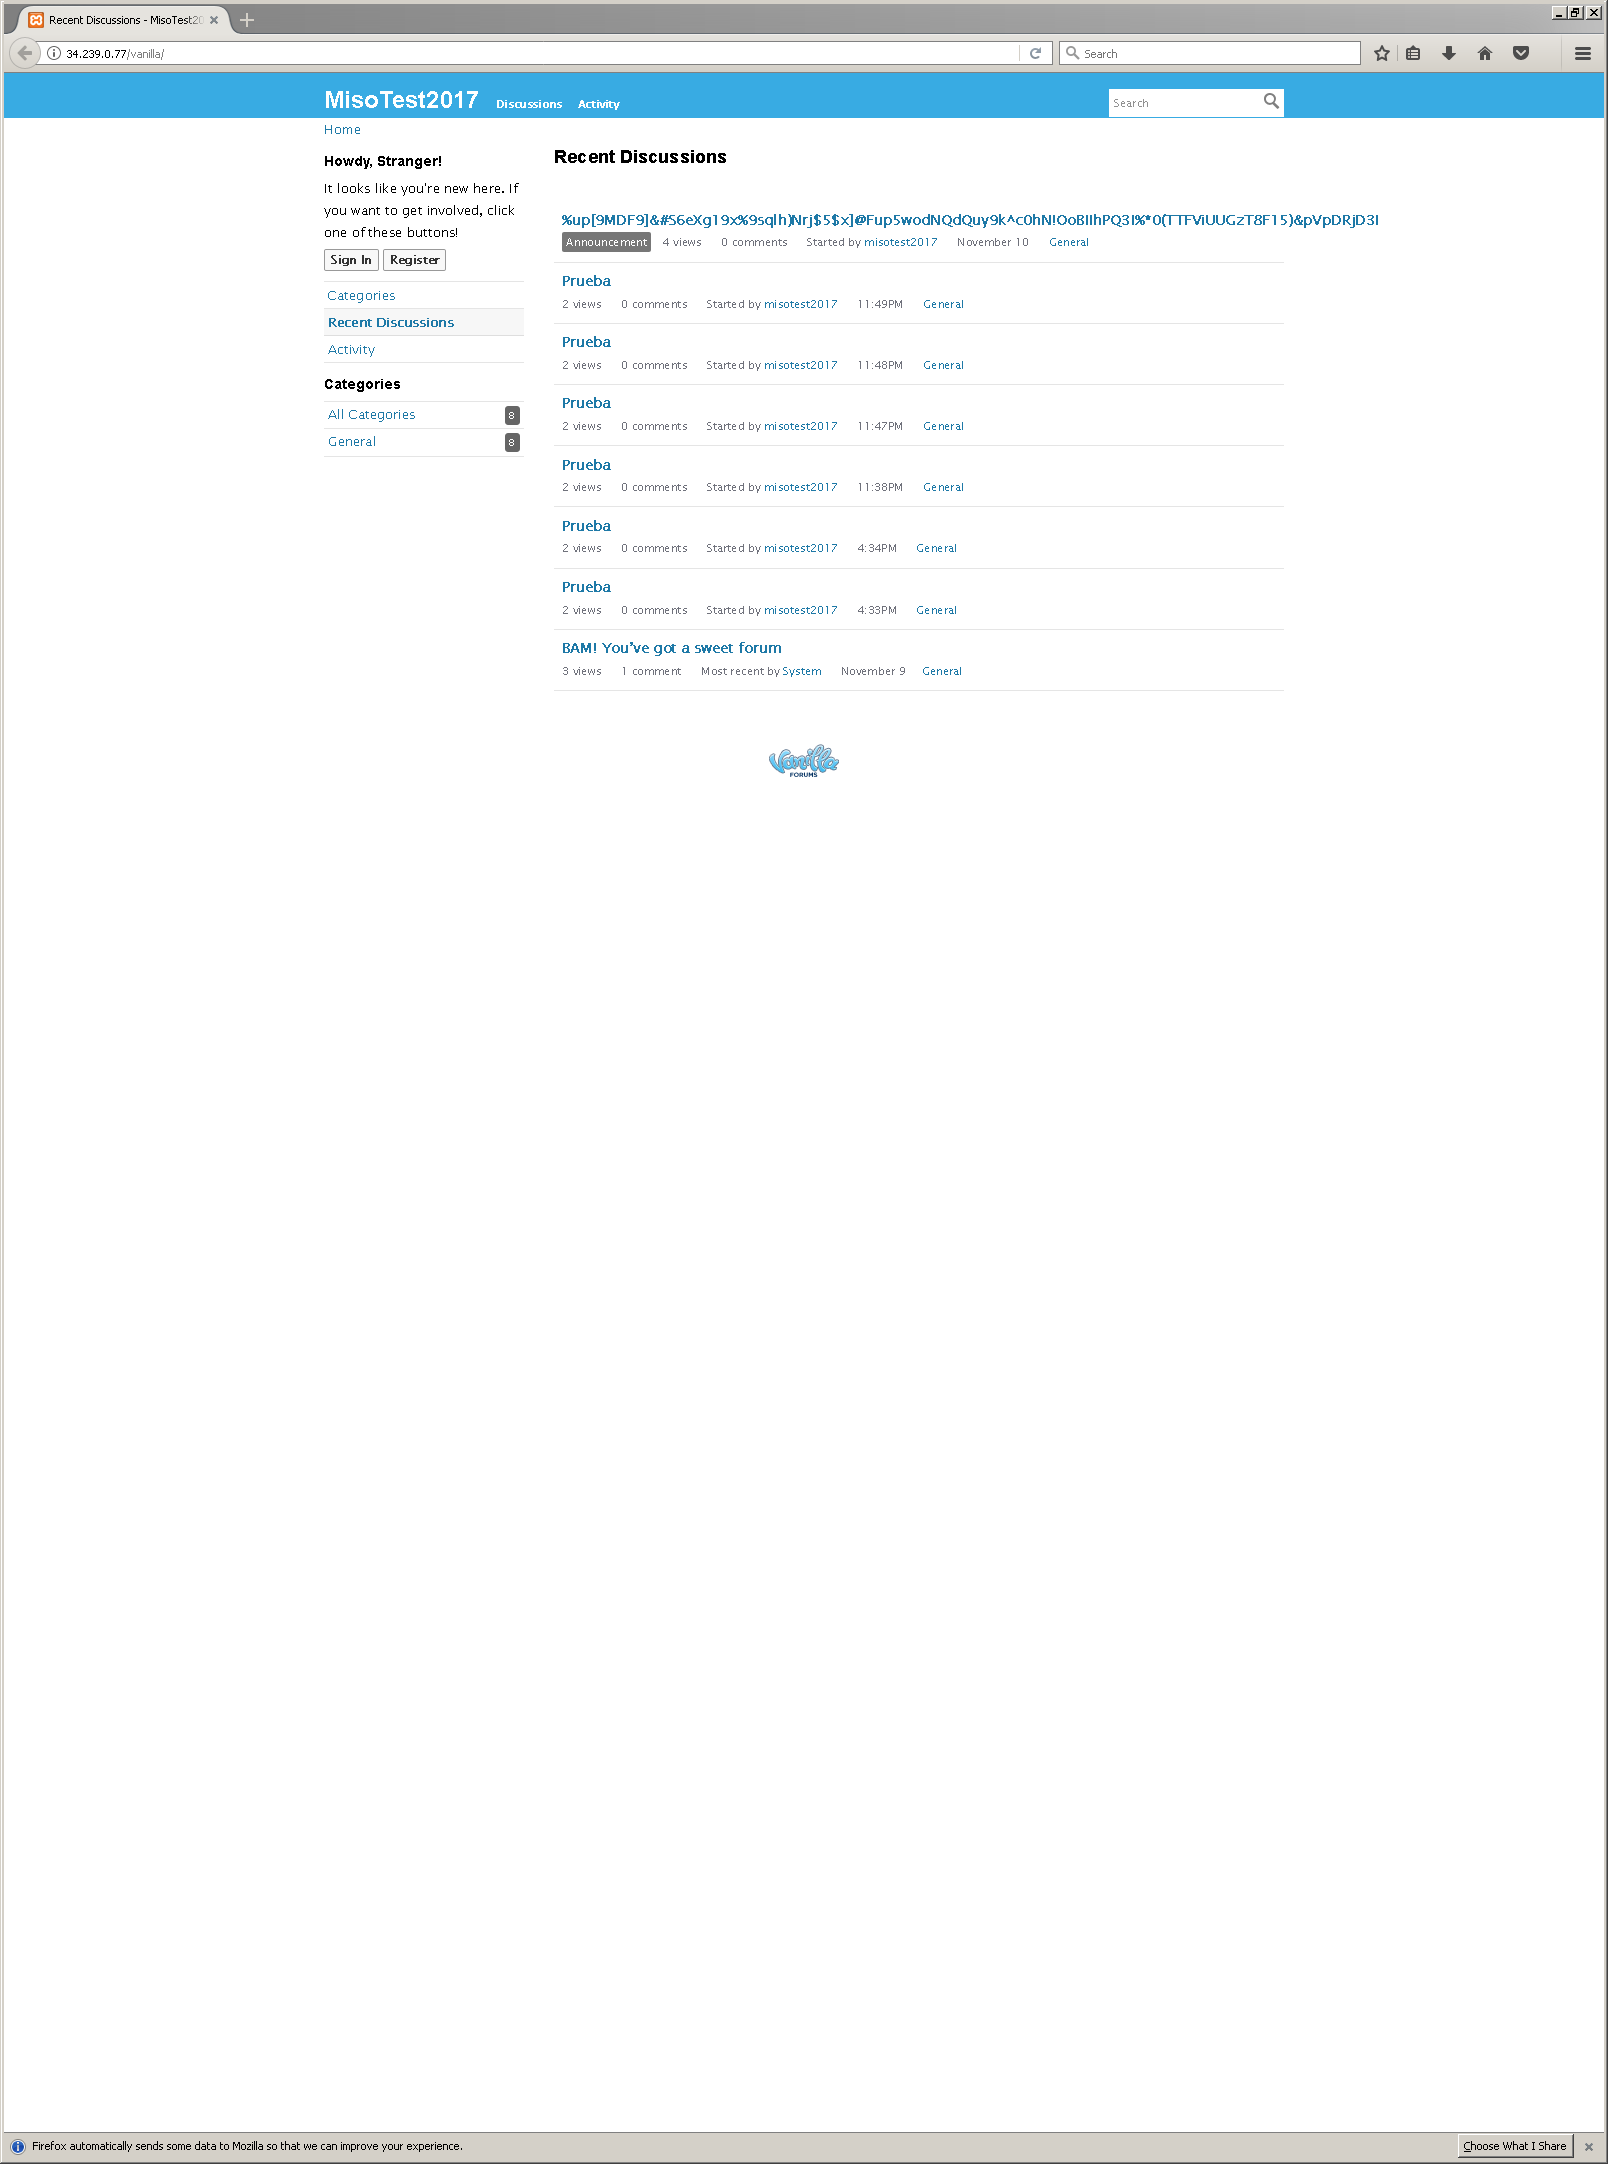 Recent Discussions - MisoTest20
34.239.0.77/vanilla/
Search
MisoTest2017 Discussions Activity
Search
Home
Howdy, Stranger!
It looks like you're new here. If
you want to get involved, click
one of these buttons!
Sign In Register
Categories
Recent Discussions
Activity
Categories
All Categories 8
General 8
Recent Discussions
%up[9MDF9]&#S6eXg19x%9sqlh)Nrj$5$x]@Fup5wodNQdQuy9k^c0hN!OoBIIhPQ3I%*0(TTFViUUGzT8F15)&pVpDRjD3I
Announcement 4 views 0 comments Started by misotest2017 November 10 General
Prueba
2 views 0 comments Started by misotest2017 11:49PM General
Prueba
2 views 0 comments Started by misotest2017 11:48PM General
Prueba
2 views 0 comments Started by misotest2017 11:47PM General
Prueba
2 views 0 comments Started by misotest2017 11:38PM General
Prueba
2 views 0 comments Started by misotest2017 4:34PM General
Prueba
2 views 0 comments Started by misotest2017 4:33PM General
BAM! You've got a sweet forum
3 views 1 comment Most recent by System November 9 General
Vanilla
FORUMS
Firefox automatically sends some data to Mozilla so that we can improve your experience.
Choose What I Share